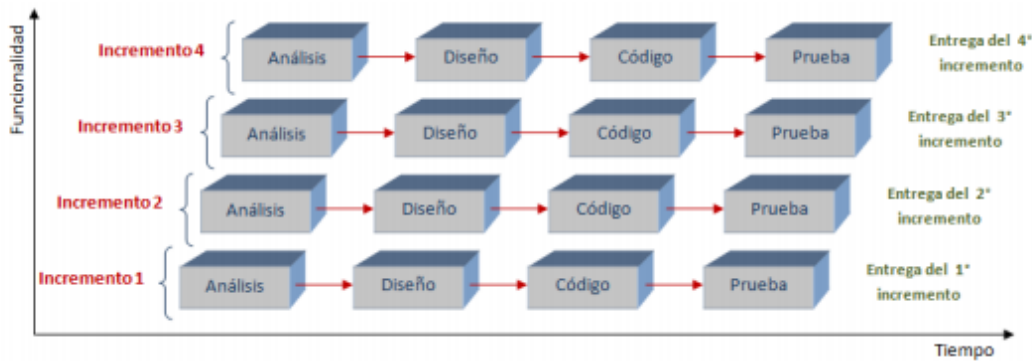 Funcionalidad
Incremento 4
Análisis
Diseño
Código
Prueba
Entrega del 4°
incremento
Incremento 3
Análisis
Diseño
Código
Prueba
Entrega del 3°
incremento
Incremento 2
Análisis
Diseño
Código
Prueba
Entrega del 2°
incremento
Incremento 1
Análisis
Diseño
Código
Prueba
Entrega del 1°
incremento
Tiempo